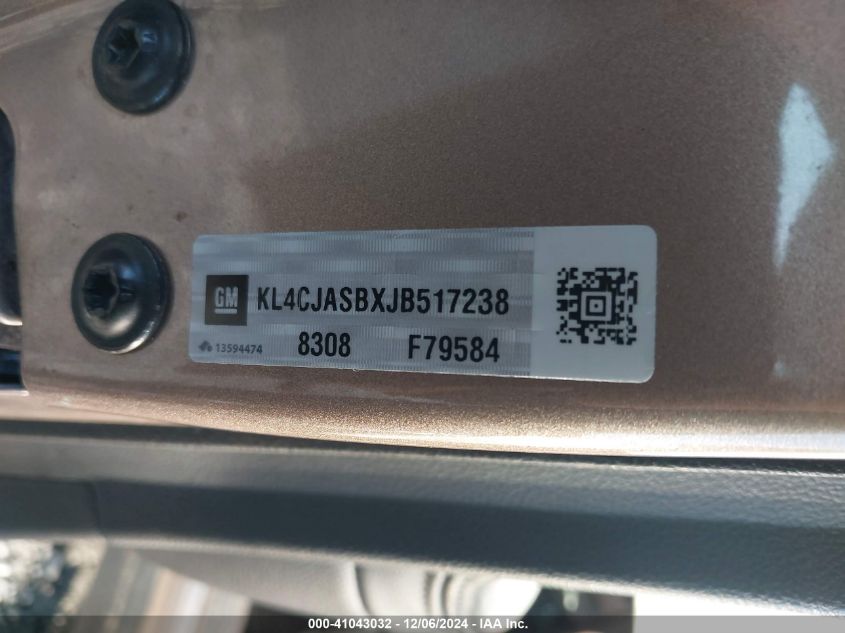 GM KL4CJASBXJB517238
13594474 8308 F79584
000-41043032 - 12/06/2024 - IAA Inc.